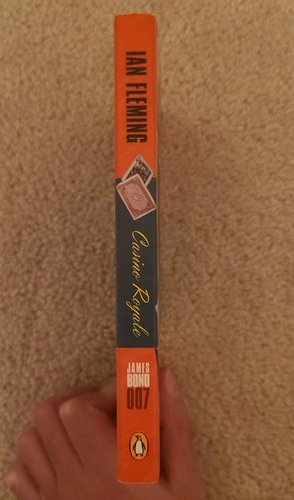 IAN FLEMING
Casino Royale
JAMES
BOND
007